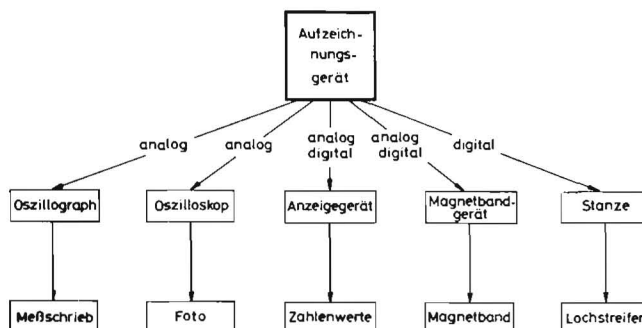 Aufzeich-
nungs-
gerät
analog
analog
analog
digital
analog
digital
digital
Oszillograph
Oszilloskop
Anzeigegerät
Magnetband-
gerät
Stanze
Meßschrieb
Foto
Zahlenwerte
Magnetband
Lochstreifen